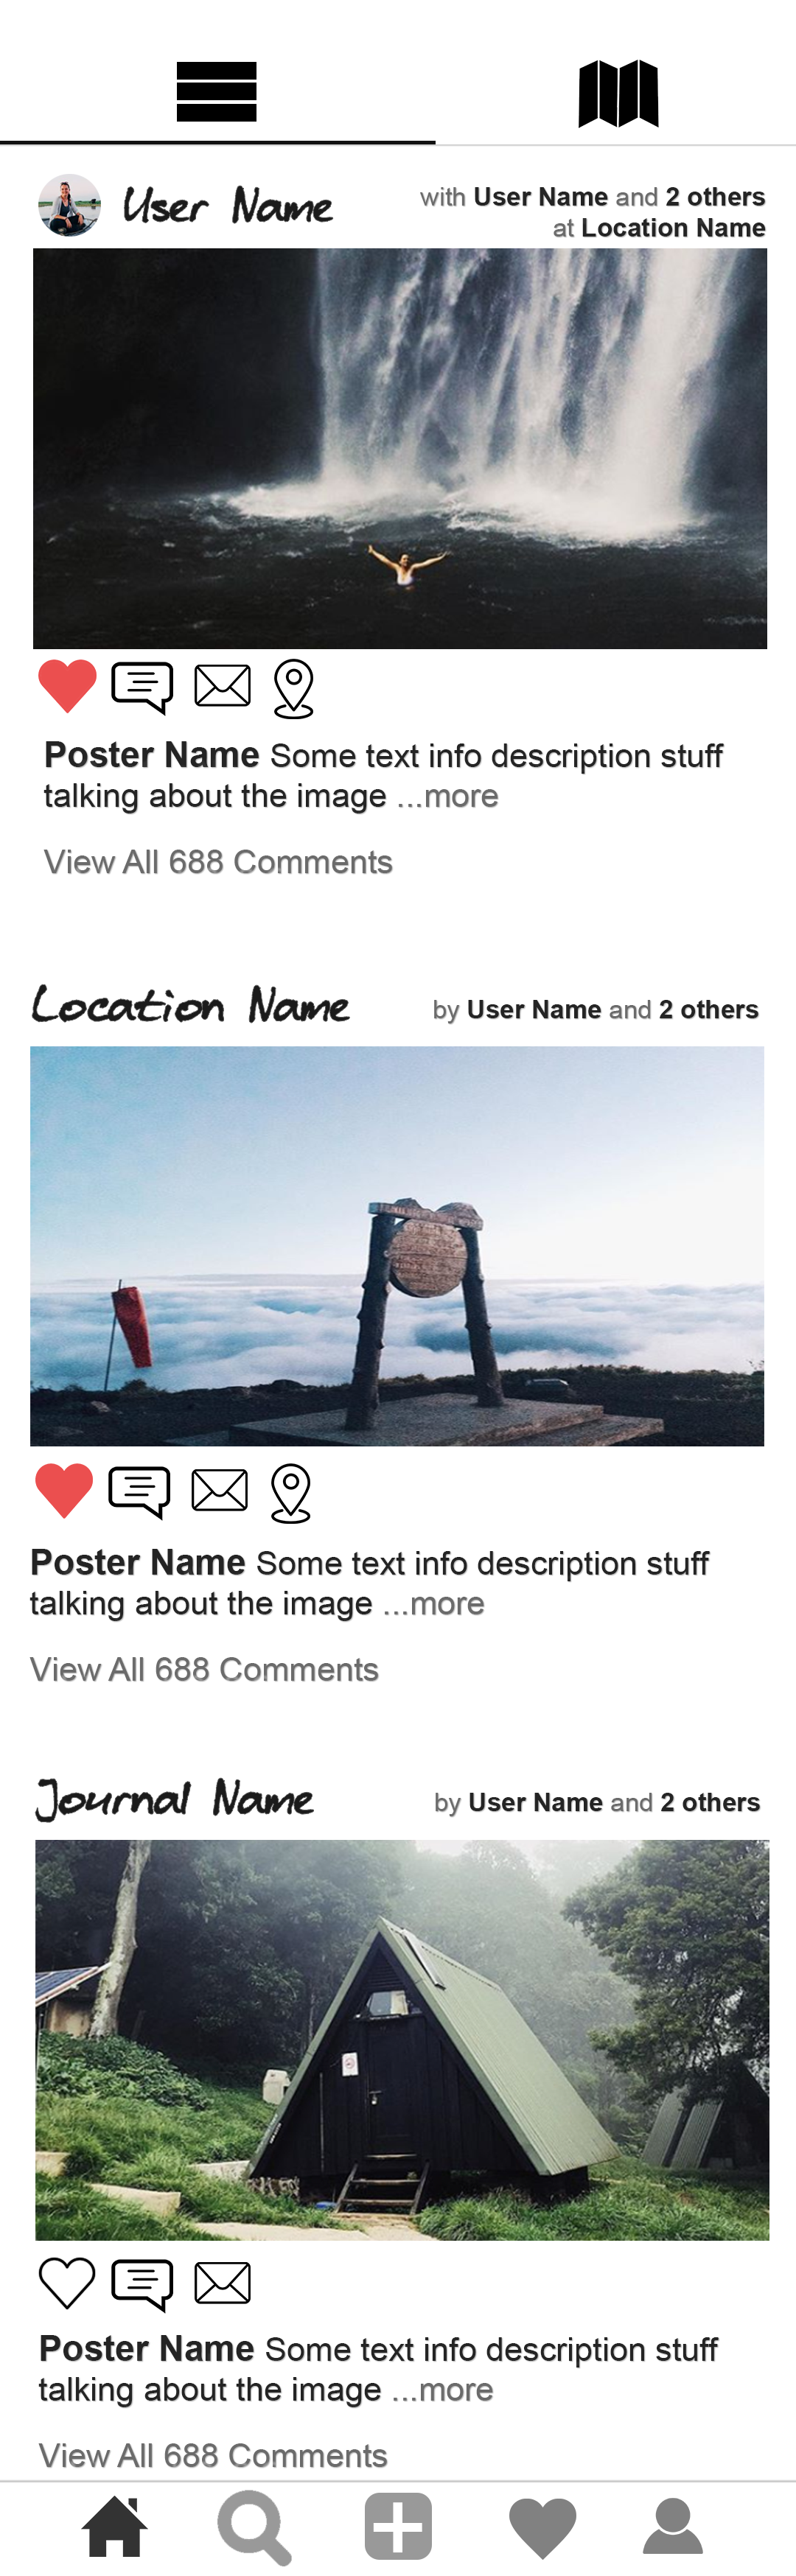 User Name
with User Name and 2 others
at Location Name
Poster Name Some text info description stuff
talking about the image ...more
View All 688 Comments
Location Name
by User Name and 2 others
Poster Name Some text info description stuff
talking about the image ...more
View All 688 Comments
Journal Name
by User Name and 2 others
Poster Name Some text info description stuff
talking about the image ...more
View All 688 Comments